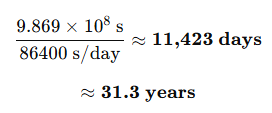 9.869 × 10⁸ s
86400 s/day
≈ 11,423 days
≈ 31.3 years